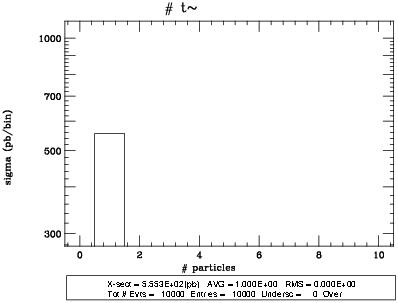 # t~
1000
700
500
300
sigma (pb/bin)
0 2 4 6 8 10
# particles
X-sect = 5.553E+02(pb) AVG = 1.000E+00 RMS = 0.000E+00
Tot # Evts = 10000 Entries = 10000 Undersc = 0 Over